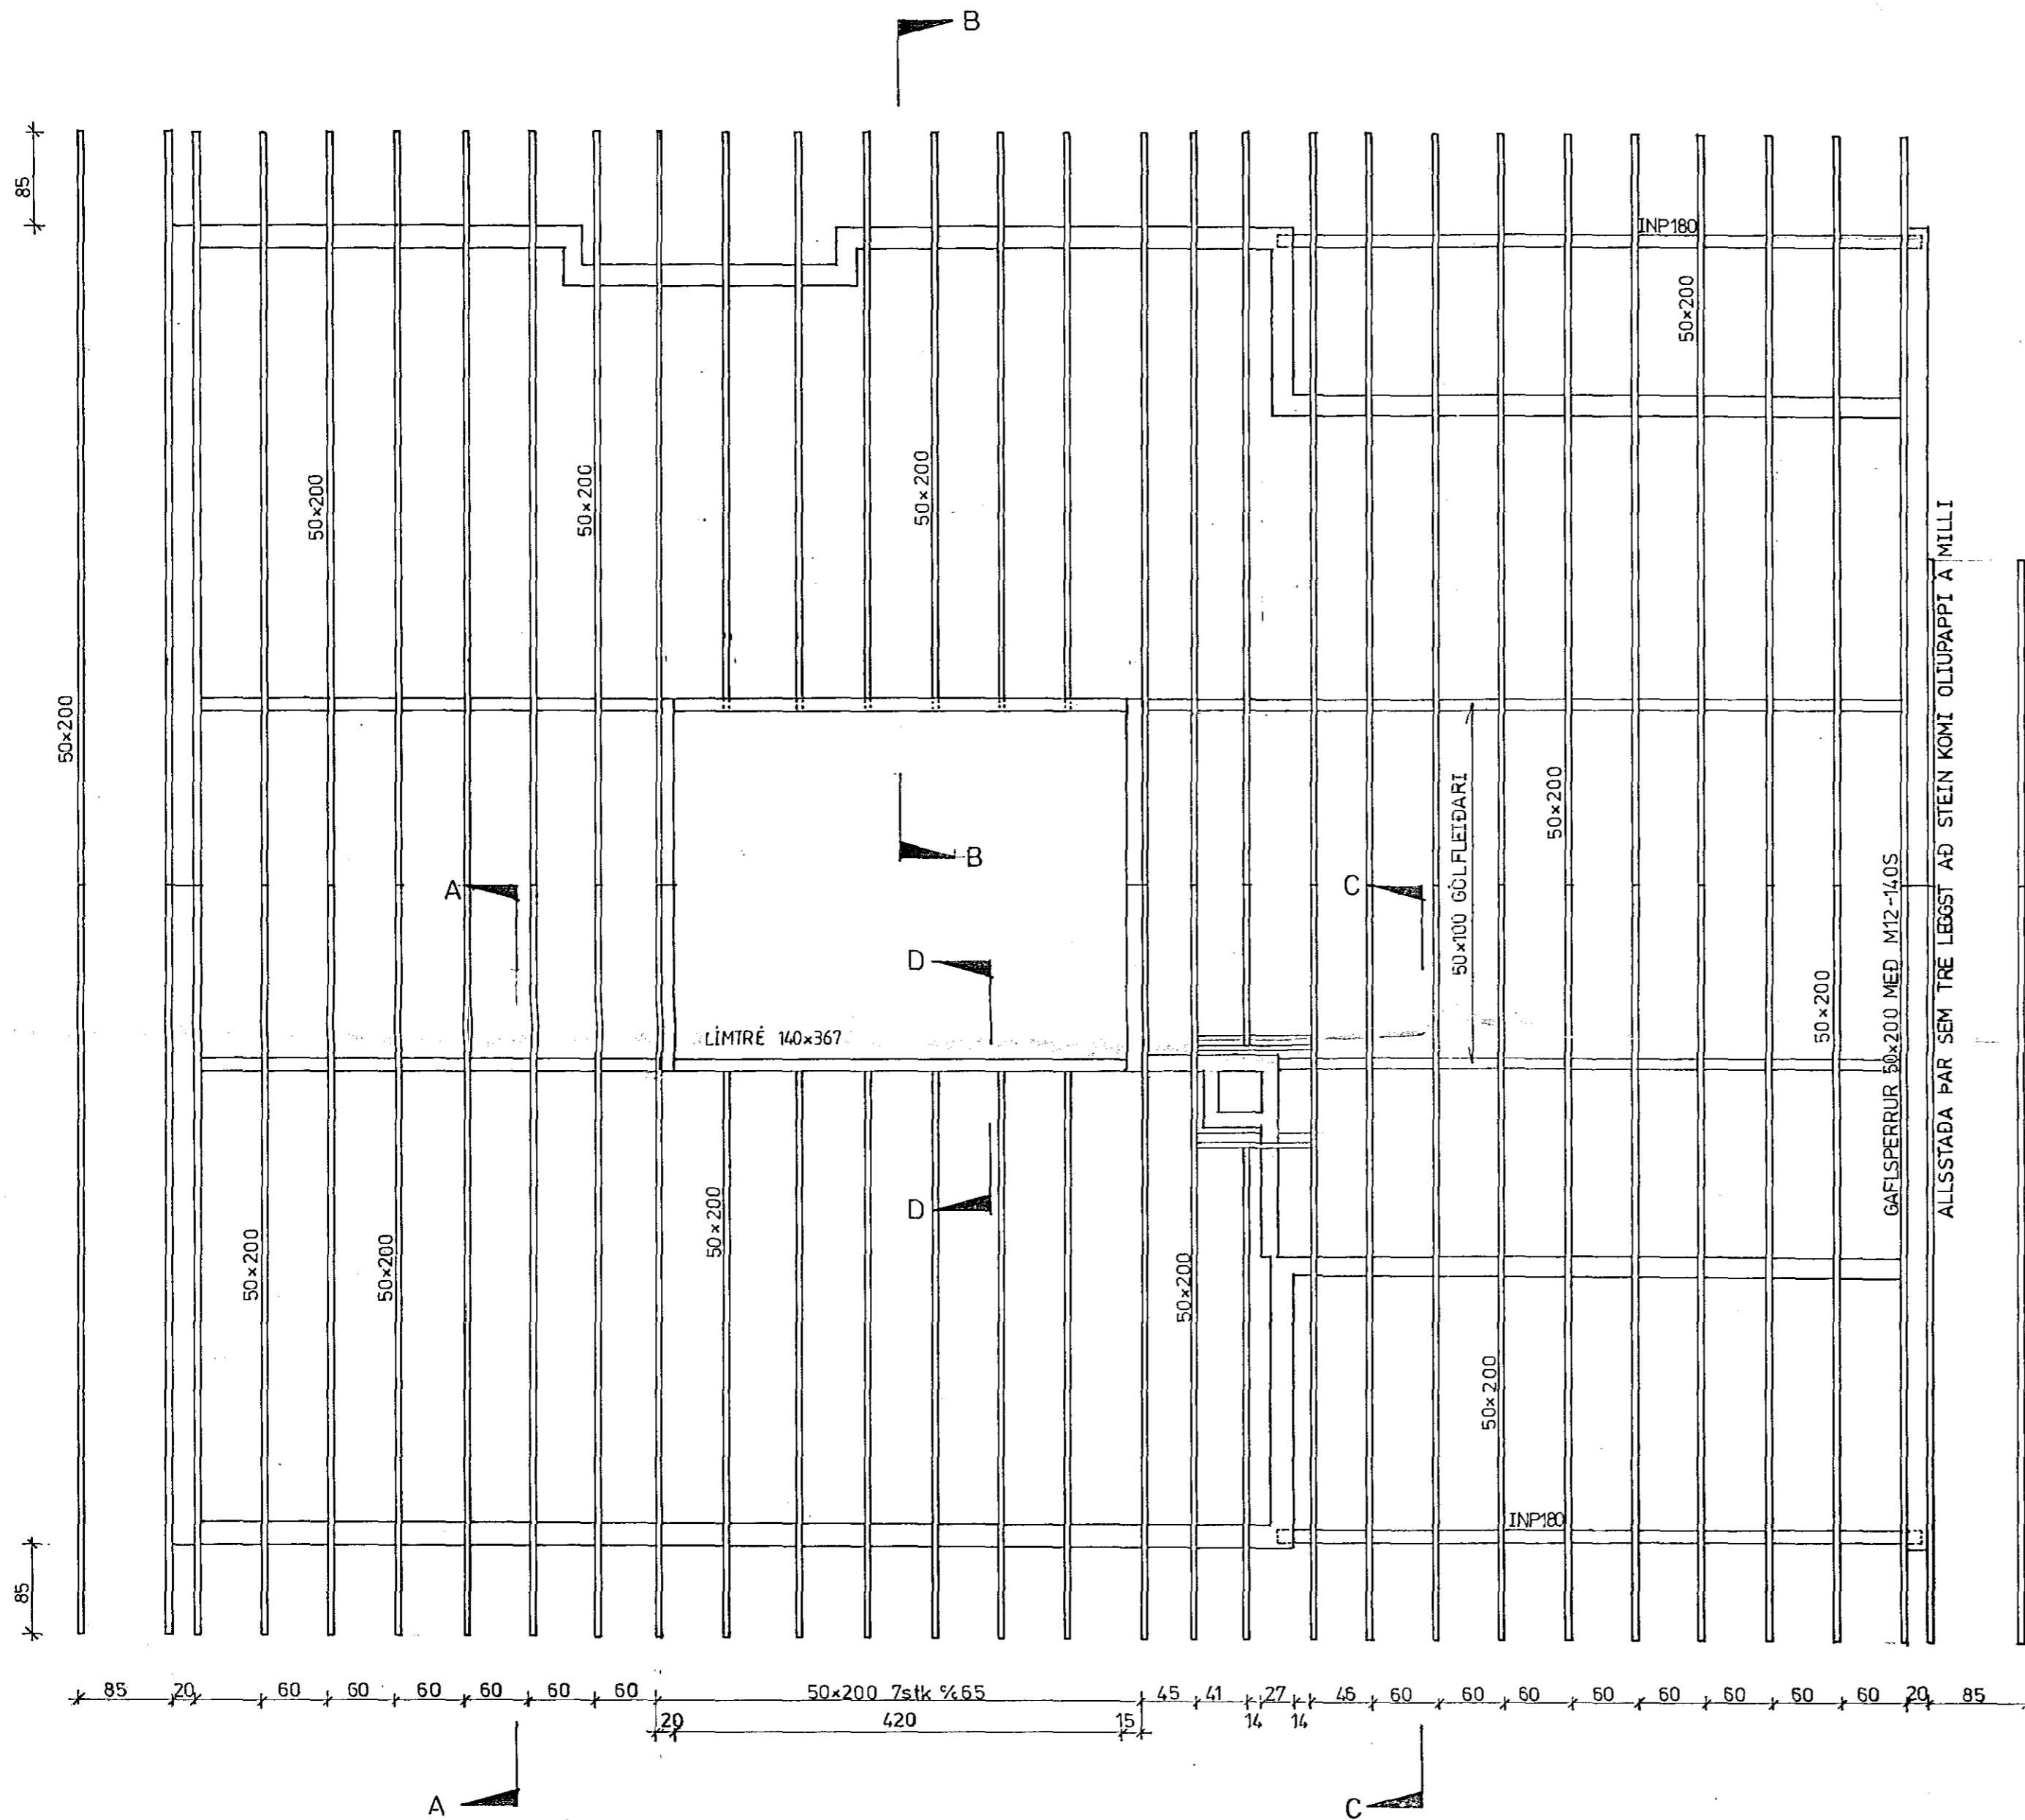 B
85
INP180
50×200
50×200
50×200
50×200
50×200
B
A
C
50×100 GÓLFLEIÐARI
50×200
D
LÍMTRÉ 140×367
50×200
GAFLSPERRUR 50×200 MEÐ M12-140S
ALLSSTAÐA ÞAR SEM TRE LEGGST AÐ STEIN KOMI OLIUPAPPI A MILLI
D
50×200
50×200
50×200
50×200
50×200
INP180
85
85 20 60 60 60 60 60 60 50×200 7stk %65 45 41 27 46 60 60 60 60 60 60 60 60 20 85
20 420 15 14 14
A
C